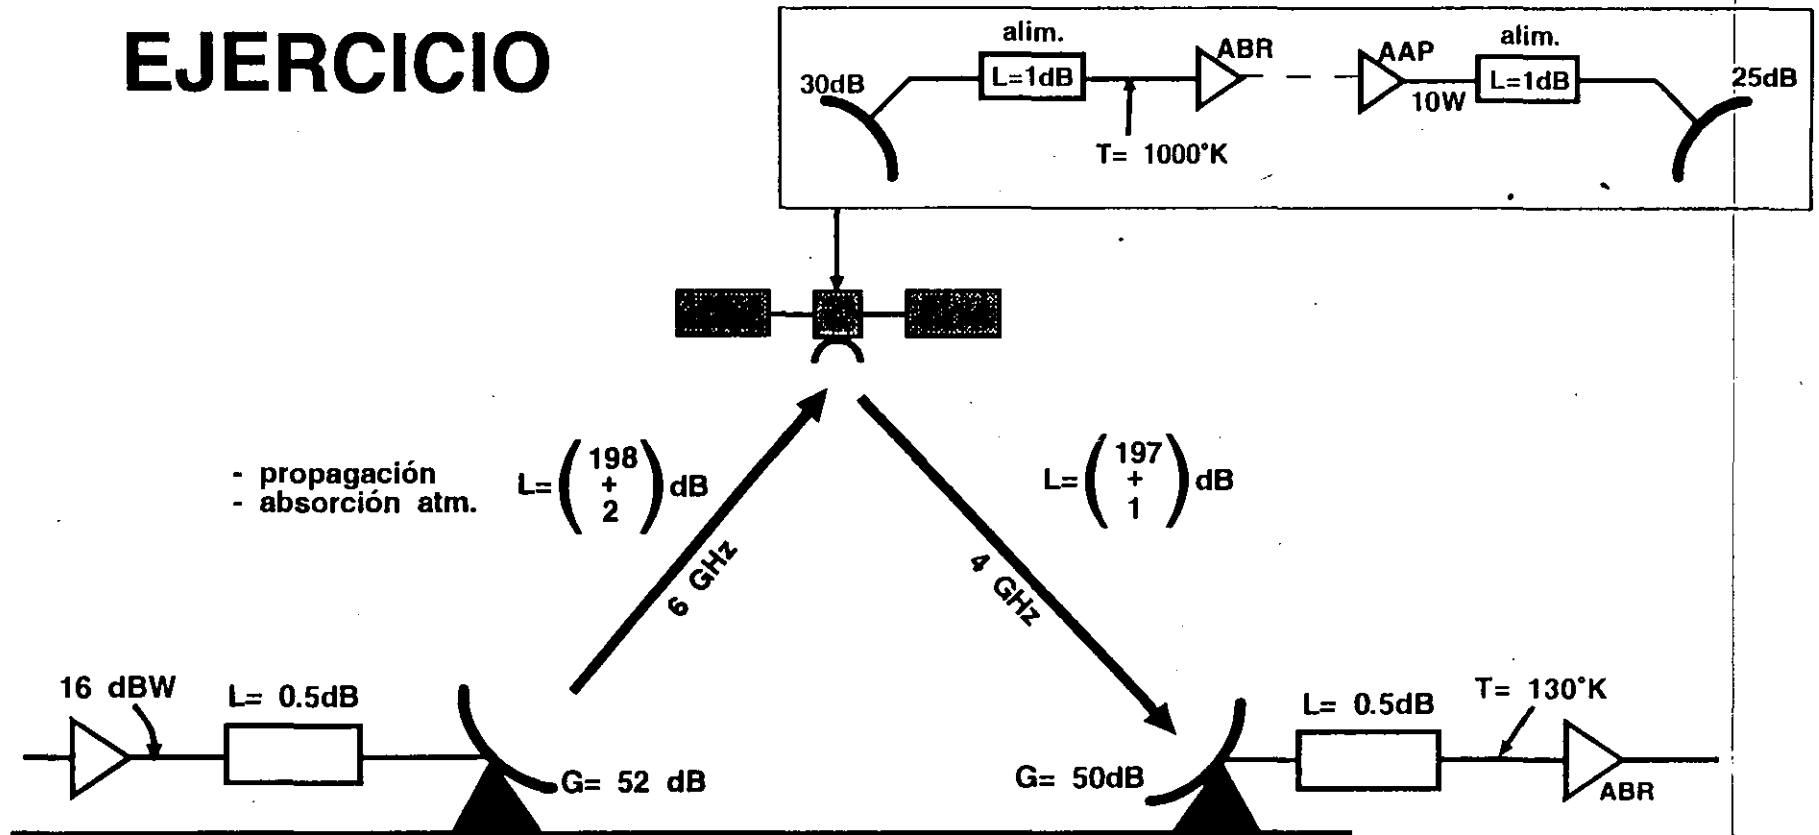 EJERCICIO
30dB
alim.
L=1dB
ABR
T= 1000°K
AAP
10W
alim.
L=1dB
25dB
- propagación
- absorción atm.
L= ( 198
+
2 ) dB
6 GHz
L= ( 197
+
1 ) dB
4 GHz
16 dBW
L= 0.5dB
G= 52 dB
G= 50dB
L= 0.5dB
T= 130°K
ABR